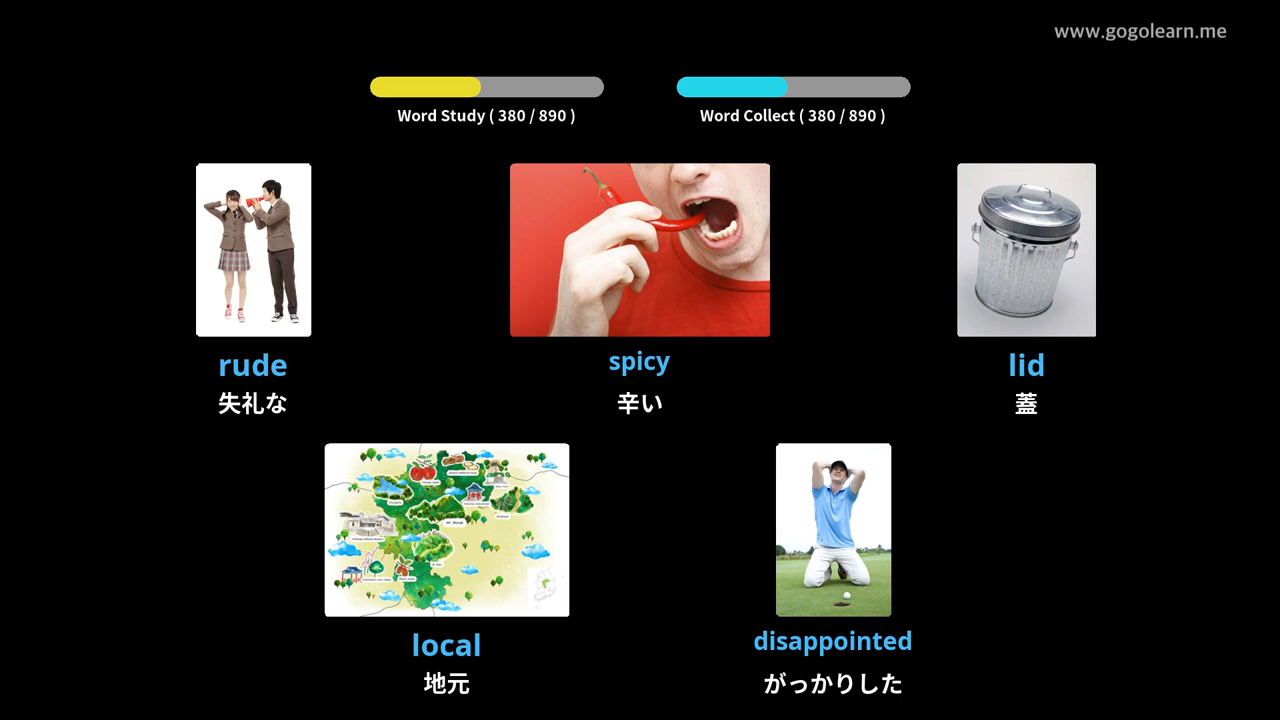 www.gogolearn.me
Word Study ( 380 / 890 )
Word Collect ( 380 / 890 )
rude
失礼な
spicy
辛い
lid
蓋
local
地元
disappointed
がっかりした